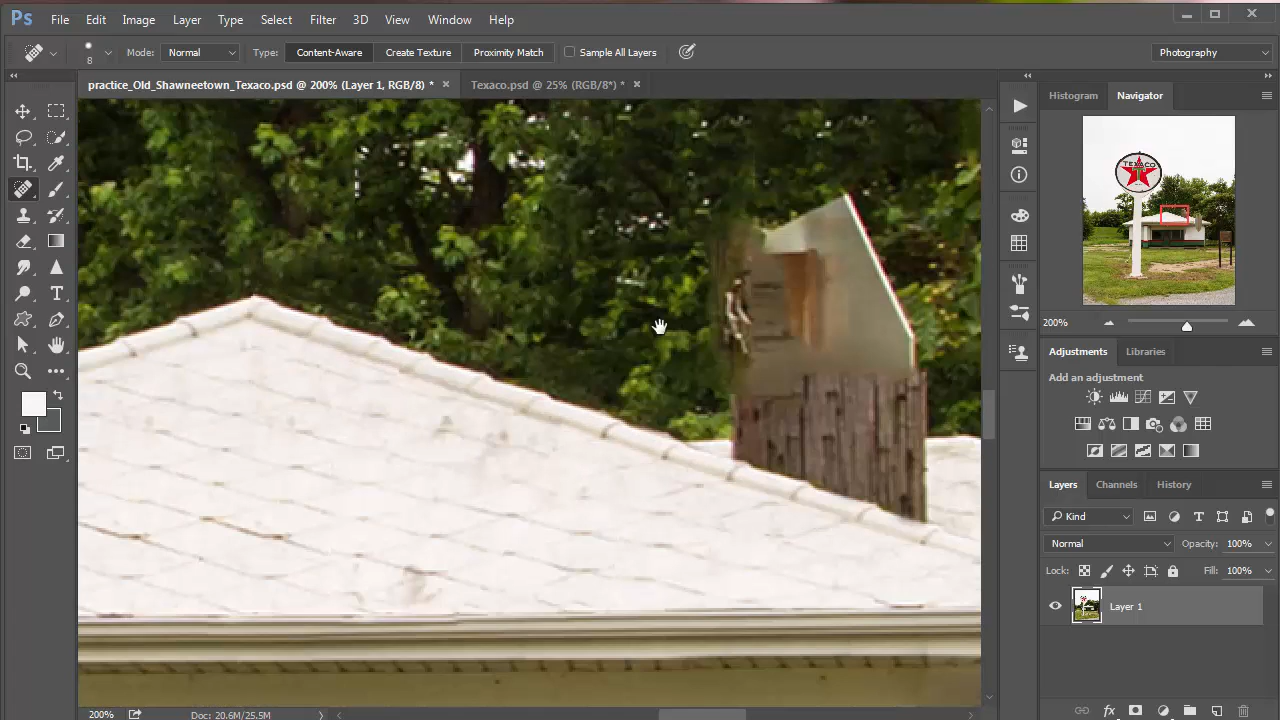 Ps File Edit Image Layer Type Select Filter 3D View Window Help
8 Mode: Normal Type: Content-Aware Create Texture Proximity Match Sample All Layers Photography
practice_Old_Shawneetown_Texaco.psd @ 200% (Layer 1, RGB/8) * × Texaco.psd @ 25% (RGB/8*) * ×
Histogram Navigator
TEXACO
200%
Adjustments Libraries
Add an adjustment
Layers Channels History
Kind
Normal Opacity: 100%
Lock: Fill: 100%
Layer 1
200% Doc: 20.6M/25.5M
fx